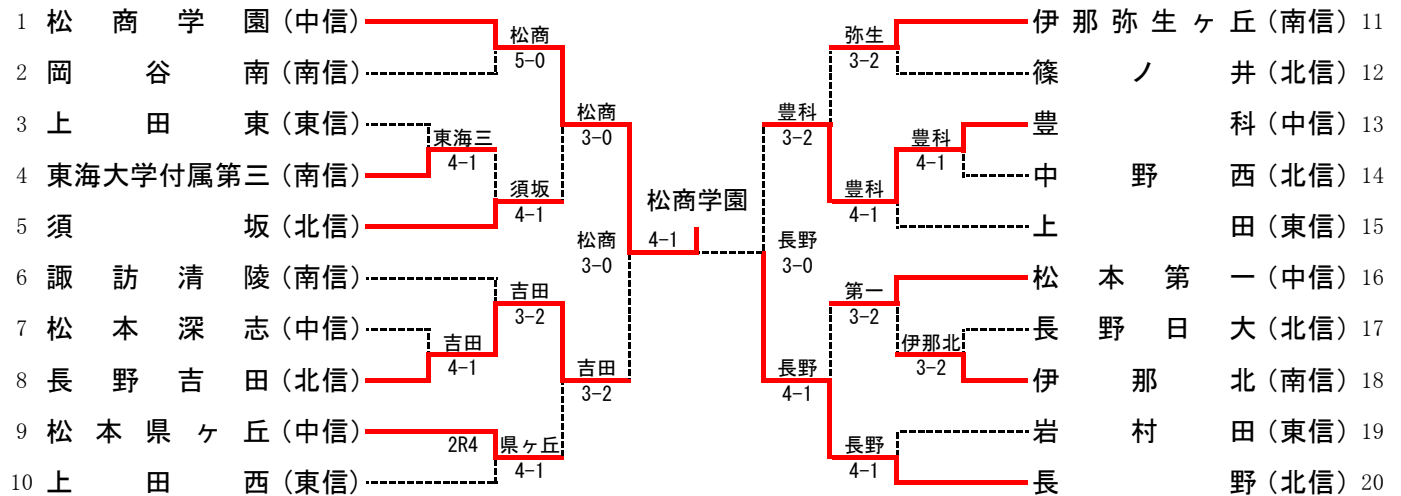 1 松商学園(中信)
2 岡谷南(南信)
3 上田東(東信)
4 東海大学付属第三(南信)
5 須坂(北信)
6 諏訪清陵(南信)
7 松本深志(中信)
8 長野吉田(北信)
9 松本県ヶ丘(中信)
10 上田西(東信)
松商
5-0
東海三
4-1
須坂
4-1
吉田
4-1
吉田
3-2
2R4
県ヶ丘
4-1
松商
3-0
吉田
3-2
松商
3-0
松商学園
4-1
長野
3-0
豊科
3-2
長野
4-1
弥生
3-2
豊科
4-1
豊科
4-1
第一
3-2
伊那北
3-2
長野
4-1
伊那弥生ヶ丘(南信) 11
篠ノ井(北信) 12
豊科(中信) 13
中野西(北信) 14
上田(東信) 15
松本第一(中信) 16
長野日大(北信) 17
伊那北(南信) 18
岩村田(東信) 19
長野(北信) 20